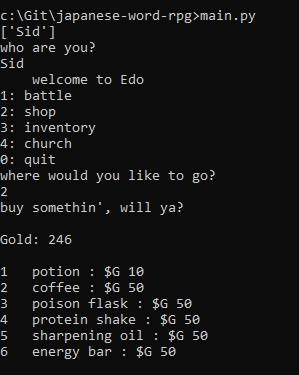 c:\Git\japanese-word-rpg>main.py
['Sid']
who are you?
Sid
    welcome to Edo
1: battle
2: shop
3: inventory
4: church
0: quit
where would you like to go?
2
buy somethin', will ya?

Gold: 246

1   potion : $G 10
2   coffee : $G 50
3   poison flask : $G 50
4   protein shake : $G 50
5   sharpening oil : $G 50
6   energy bar : $G 50